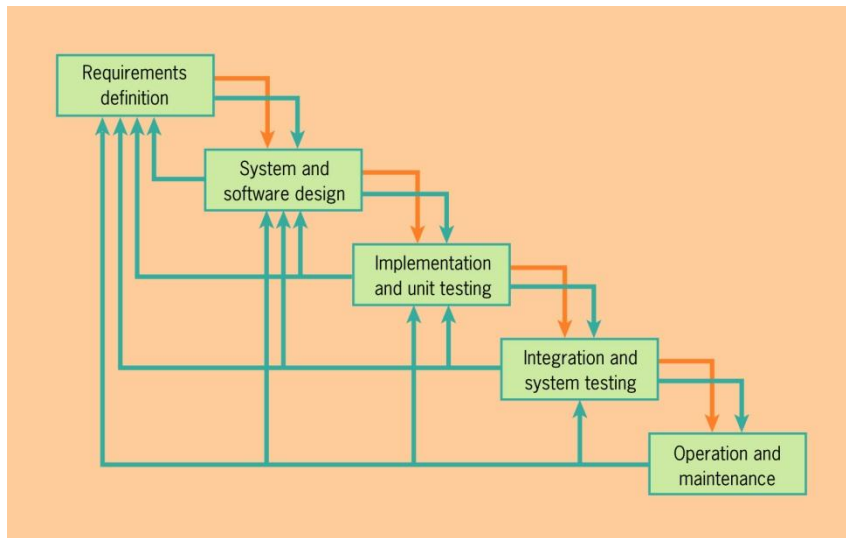 Requirements
definition
System and
software design
Implementation
and unit testing
Integration and
system testing
Operation and
maintenance